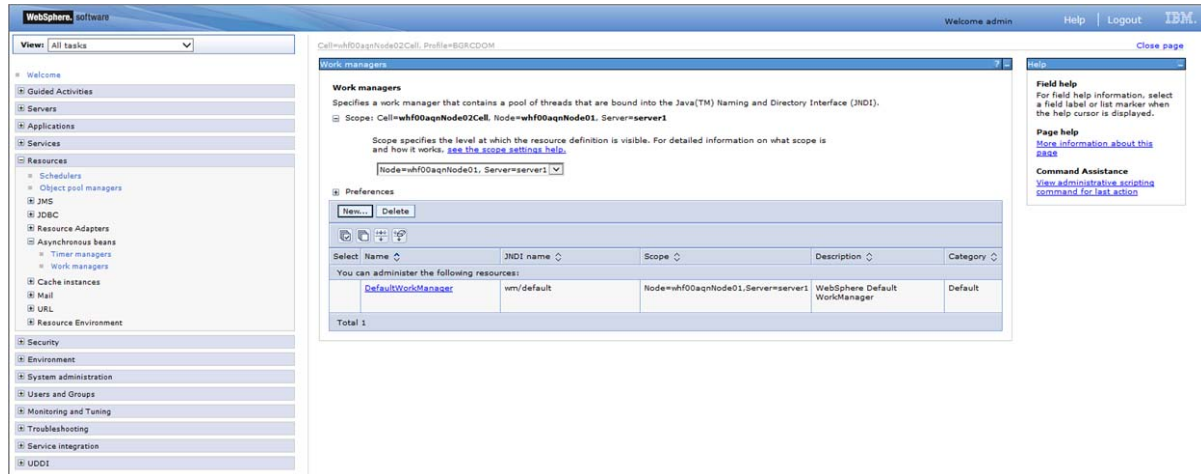 WebSphere. software
Welcome admin
Help | Logout
IBM.
View: All tasks
Cell=whf00aqnNode02Cell, Profile=BGRCDOM
Close page
Welcome
Guided Activities
Servers
Applications
Services
Resources
Schedulers
Object pool managers
JMS
JDBC
Resource Adapters
Asynchronous beans
Timer managers
Work managers
Cache instances
Mail
URL
Resource Environment
Security
Environment
System administration
Users and Groups
Monitoring and Tuning
Troubleshooting
Service integration
UDDI
Work managers
?
Work managers
Specifies a work manager that contains a pool of threads that are bound into the Java(TM) Naming and Directory Interface (JNDI).
Scope: Cell=whf00aqnNode02Cell, Node=whf00aqnNode01, Server=server1
Scope specifies the level at which the resource definition is visible. For detailed information on what scope is
and how it works, see the scope settings help.
Node=whf00aqnNode01, Server=server1
Preferences
New... Delete
Select Name JNDI name Scope Description Category
You can administer the following resources:
DefaultWorkManager wm/default Node=whf00aqnNode01,Server=server1 WebSphere Default Default
WorkManager
Total 1
Help
Field help
For field help information, select
a field label or list marker when
the help cursor is displayed.
Page help
More information about this
page
Command Assistance
View administrative scripting
command for last action